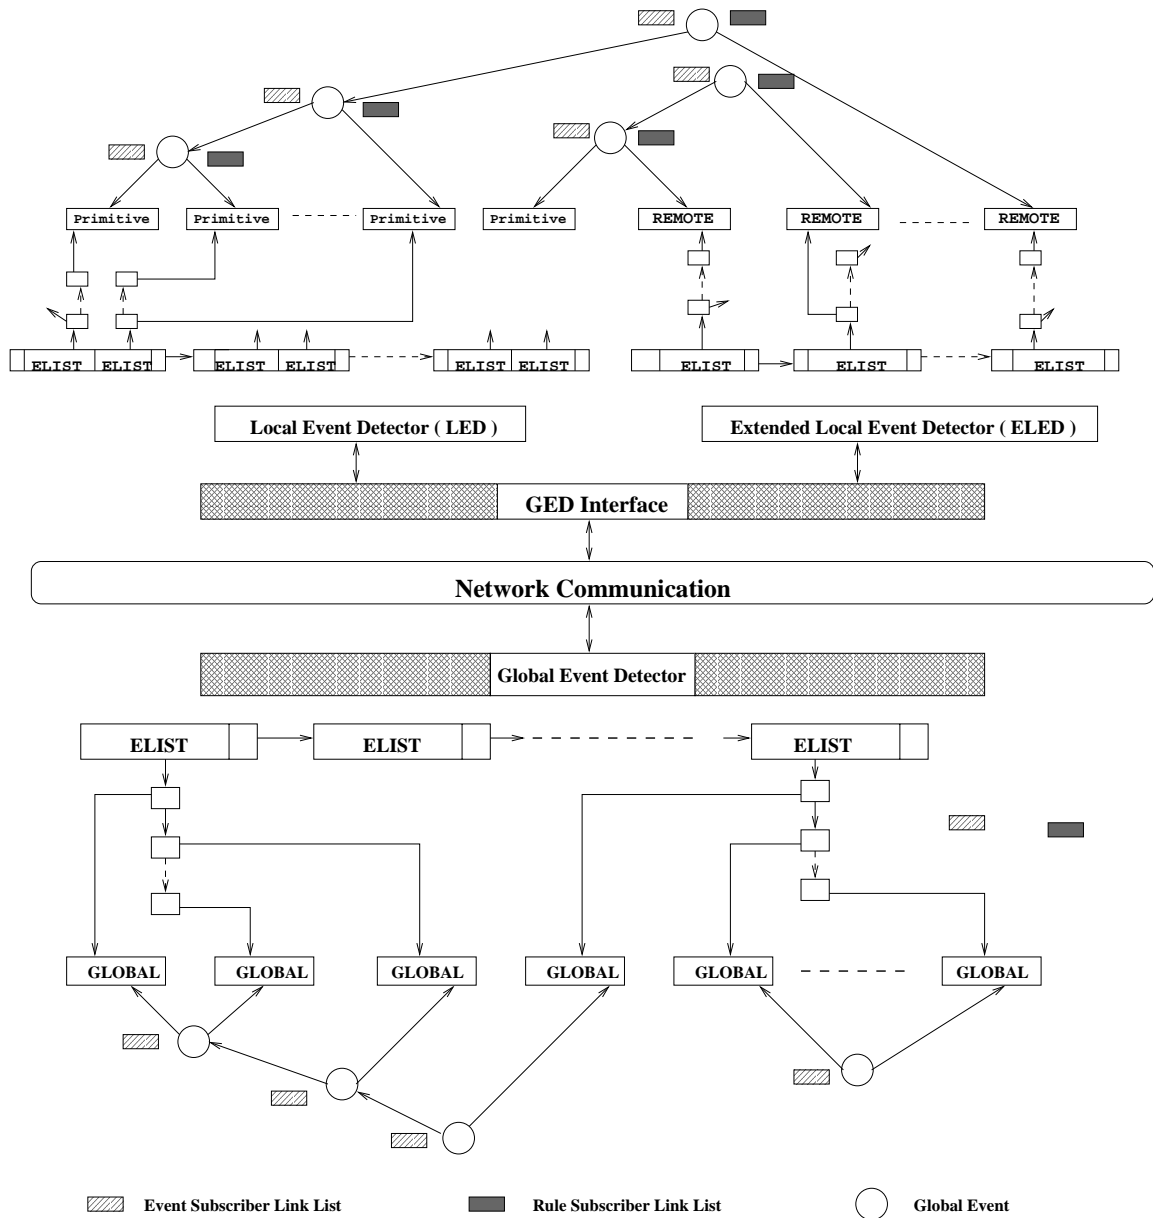 Primitive Primitive Primitive Primitive REMOTE REMOTE REMOTE
ELIST ELIST ELIST ELIST ELIST ELIST ELIST ELIST ELIST
Local Event Detector ( LED )
Extended Local Event Detector ( ELED )
GED Interface
Network Communication
Global Event Detector
ELIST ELIST ELIST
GLOBAL GLOBAL GLOBAL GLOBAL GLOBAL GLOBAL
Event Subscriber Link List
Rule Subscriber Link List
Global Event